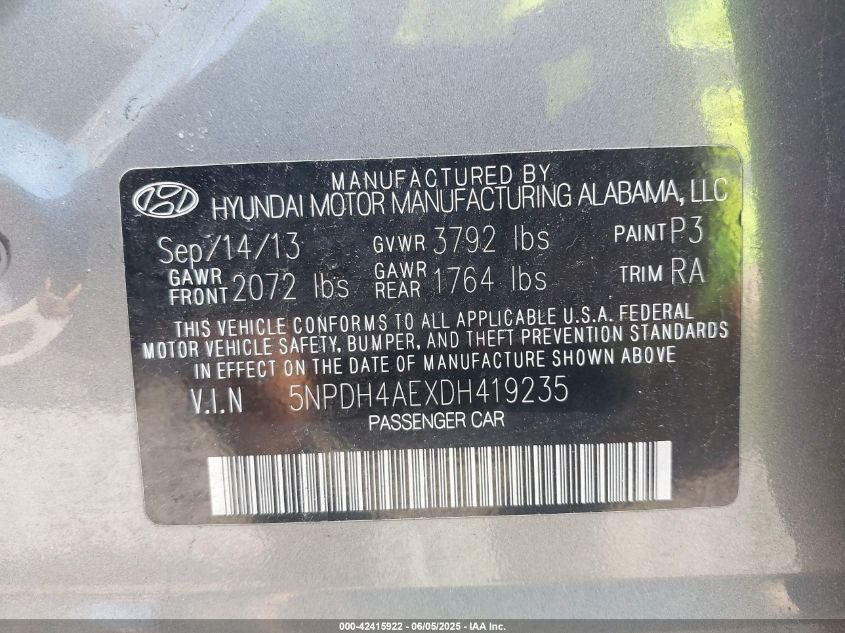 MANUFACTURED BY
HYUNDAI MOTOR MANUFACTURING ALABAMA, LLC
Sep/14/13 GVWR 3792 lbs PAINT P3
GAWR FRONT 2072 lbs GAWR REAR 1764 lbs TRIM RA
THIS VEHICLE CONFORMS TO ALL APPLICABLE U.S.A. FEDERAL
MOTOR VEHICLE SAFETY, BUMPER, AND THEFT PREVENTION STANDARDS
IN EFFECT ON THE DATE OF MANUFACTURE SHOWN ABOVE
V.I.N 5NPDH4AEXDH419235
PASSENGER CAR
000-42415922 - 06/05/2025 - IAA Inc.